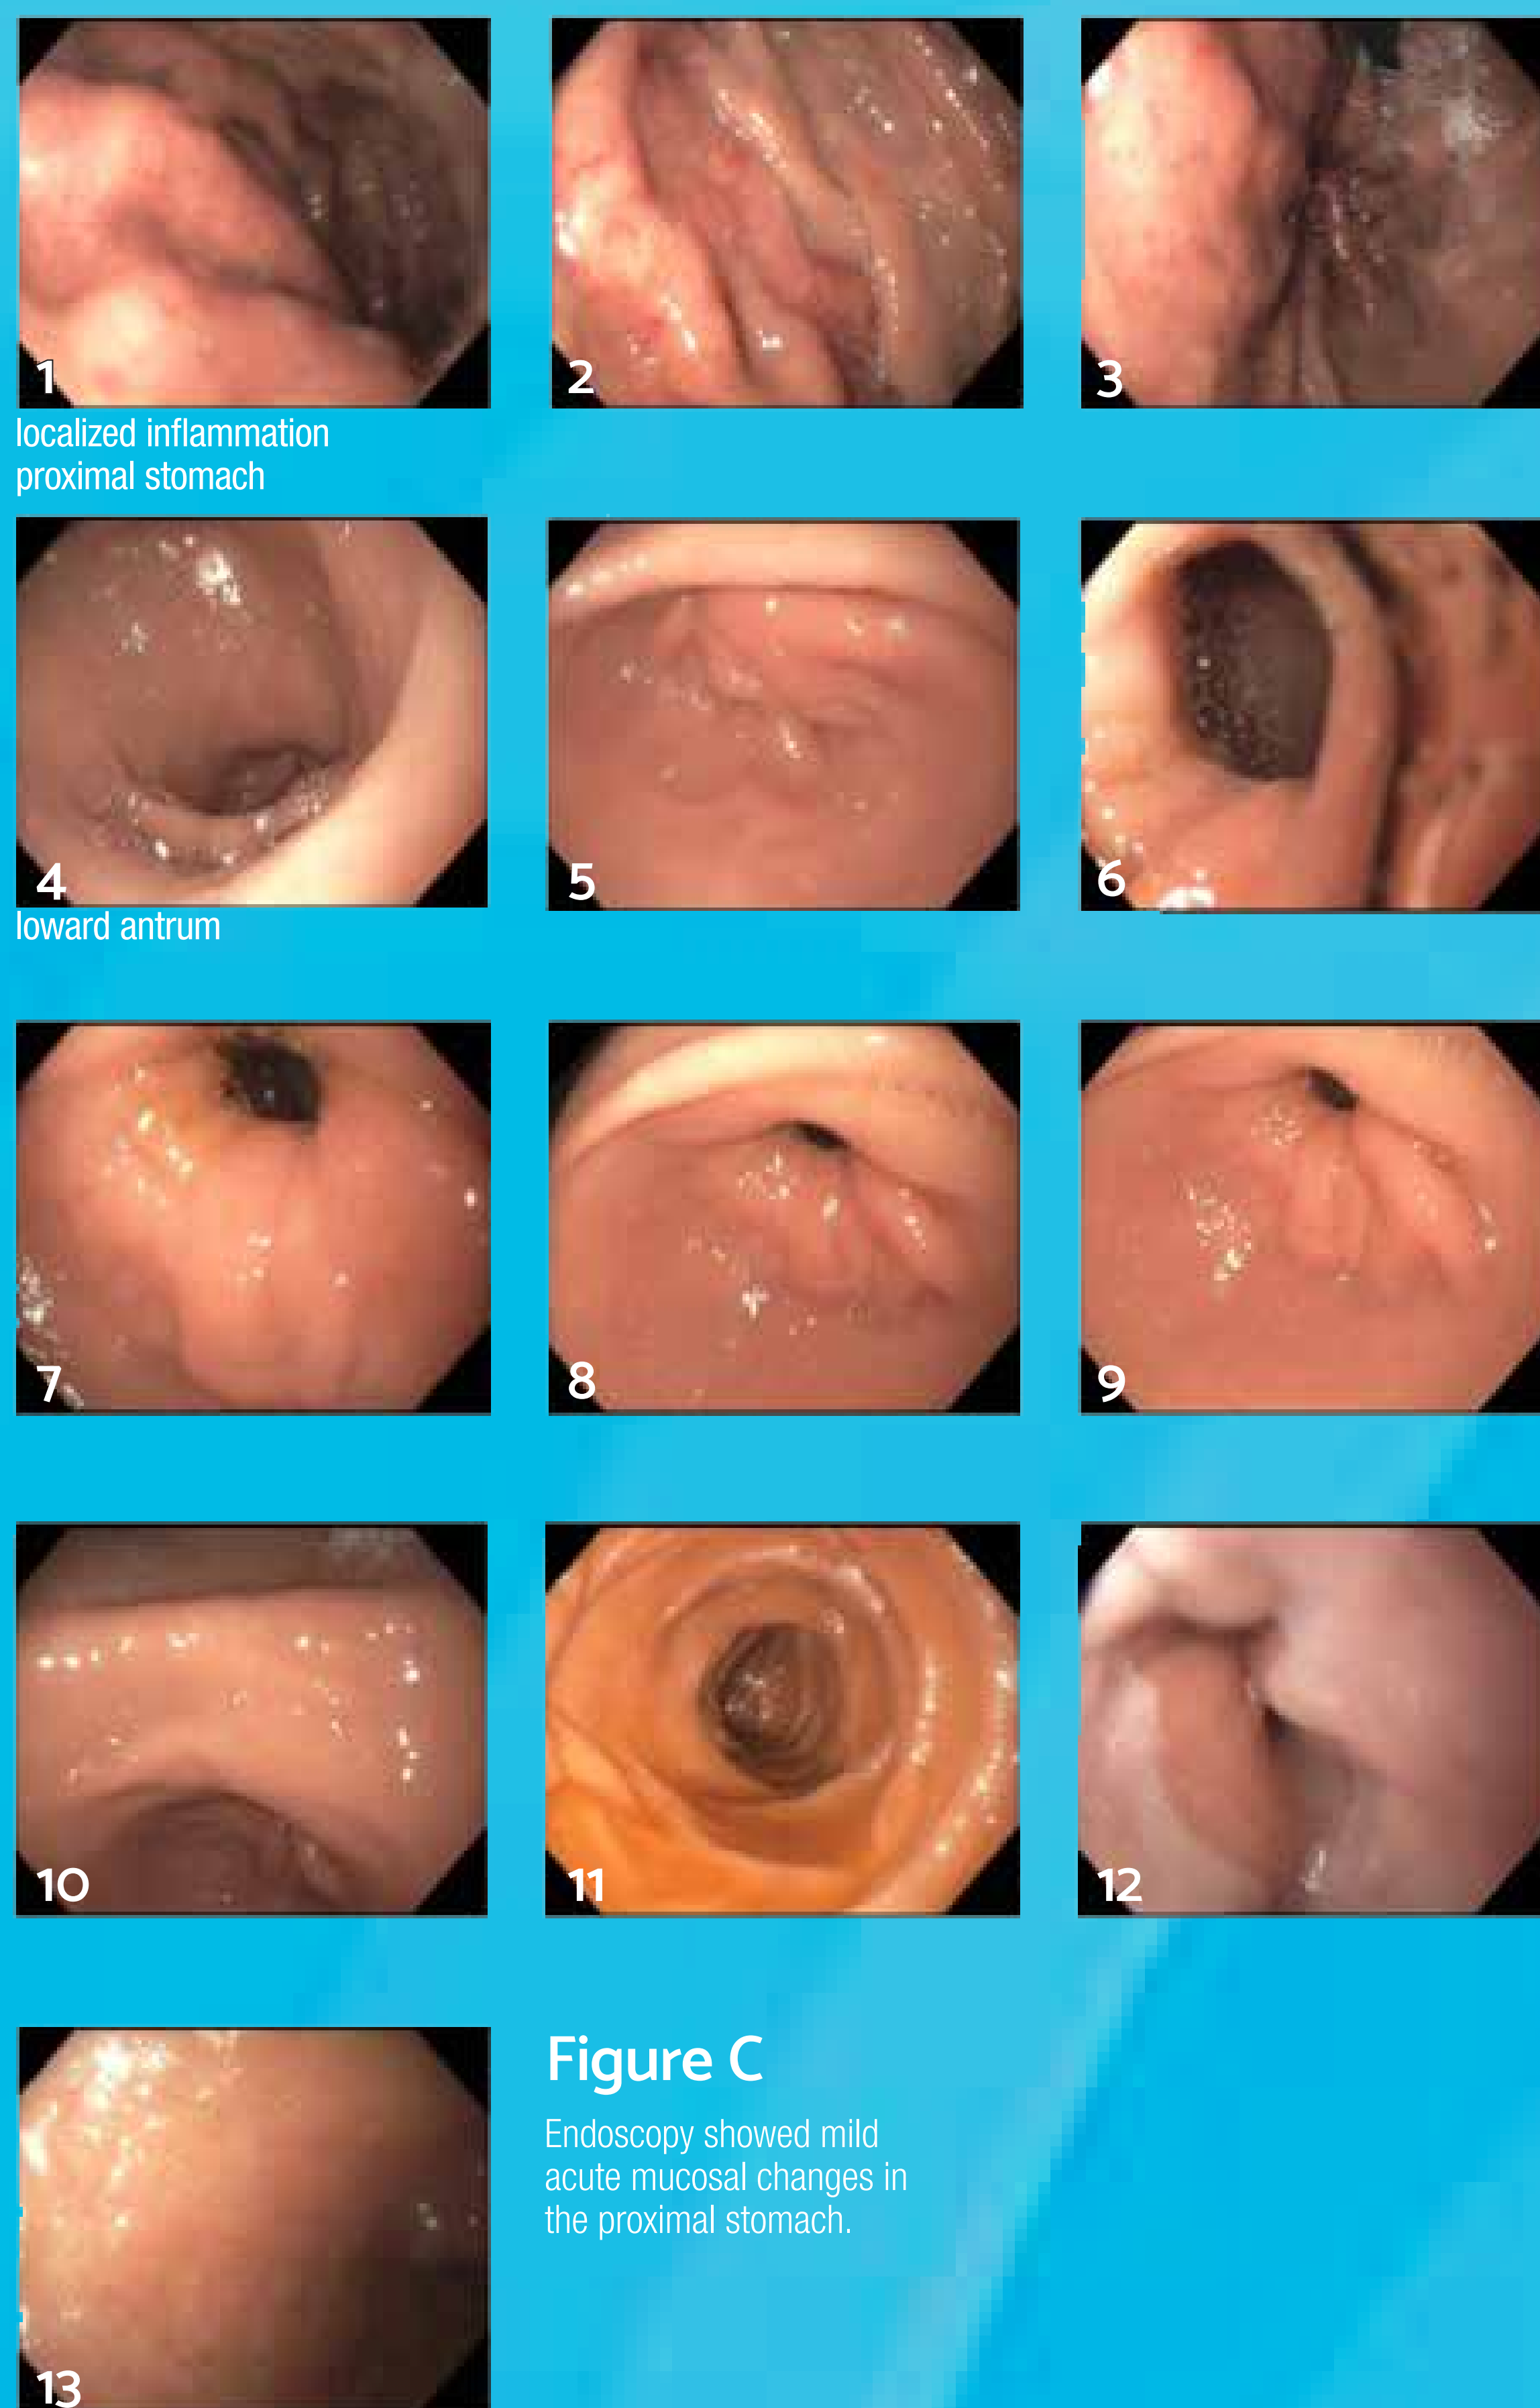 1
2
3
localized inflammation
proximal stomach
4
5
6
loward antrum
7
8
9
10
11
12
13
Figure C
Endoscopy showed mild
acute mucosal changes in
the proximal stomach.